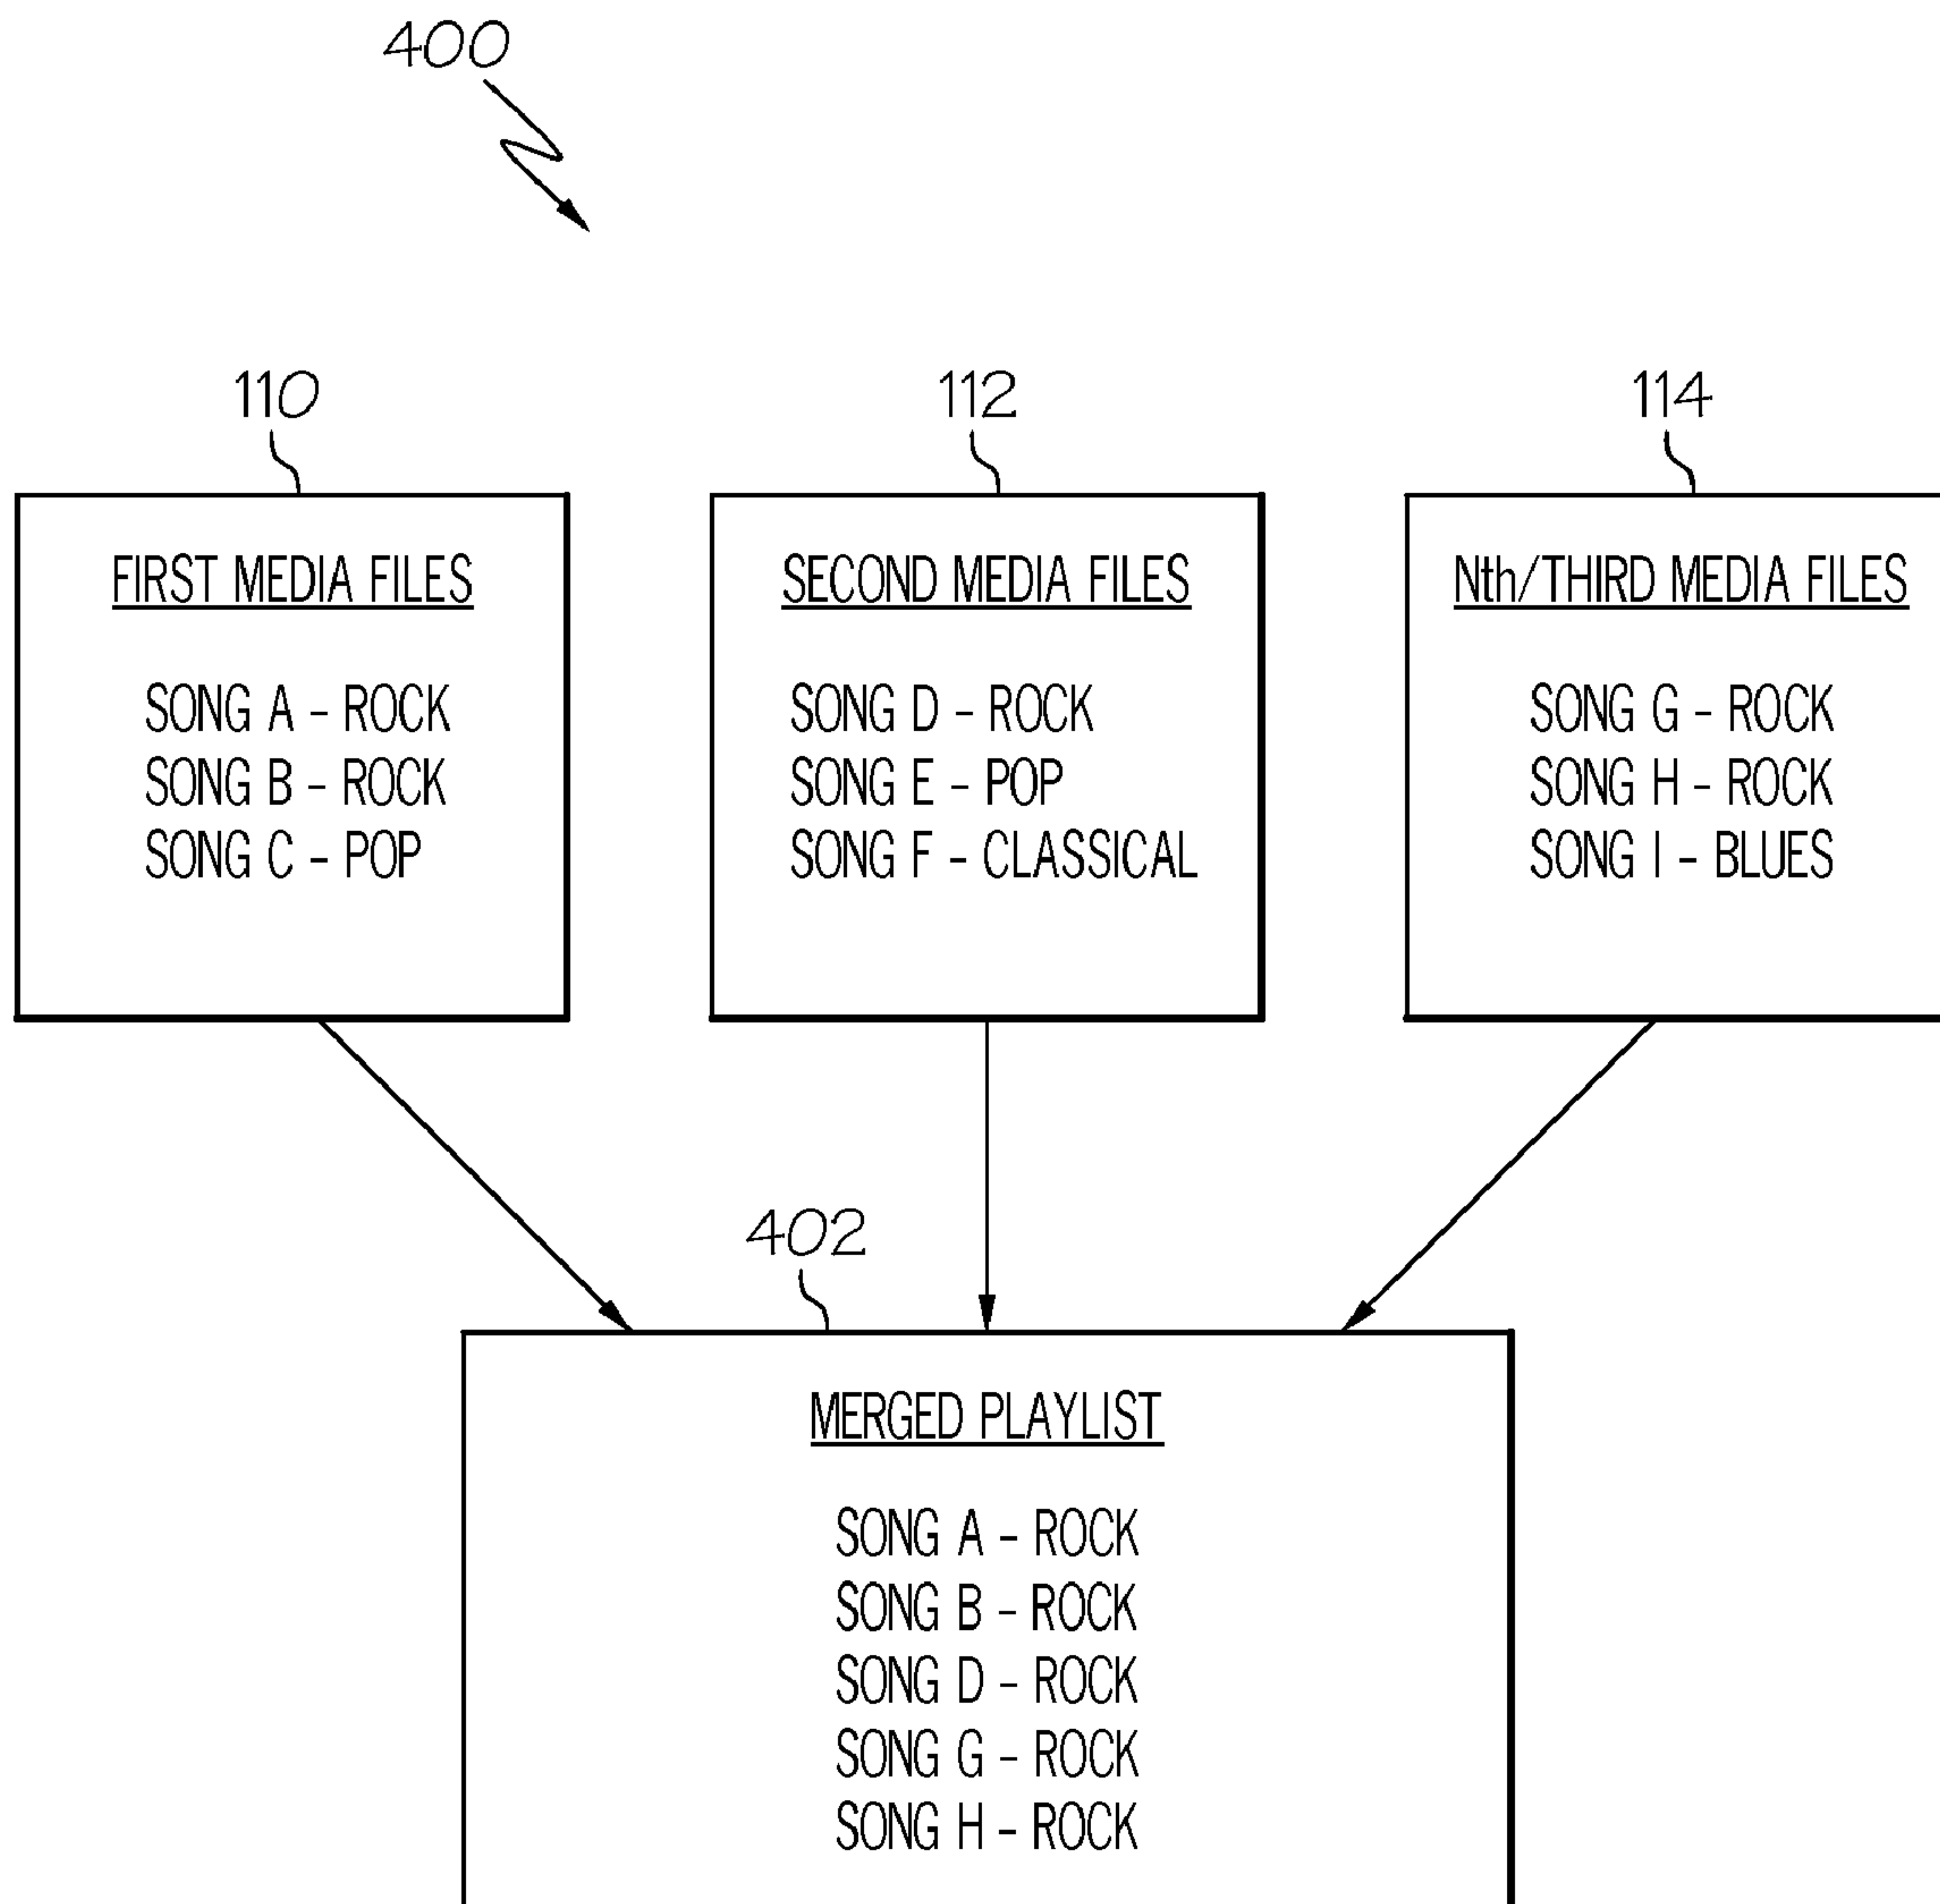 400
110
FIRST MEDIA FILES
SONG A – ROCK
SONG B – ROCK
SONG C – POP
112
SECOND MEDIA FILES
SONG D – ROCK
SONG E – POP
SONG F – CLASSICAL
114
Nth/THIRD MEDIA FILES
SONG G – ROCK
SONG H – ROCK
SONG I – BLUES
402
MERGED PLAYLIST
SONG A – ROCK
SONG B – ROCK
SONG D – ROCK
SONG G – ROCK
SONG H – ROCK